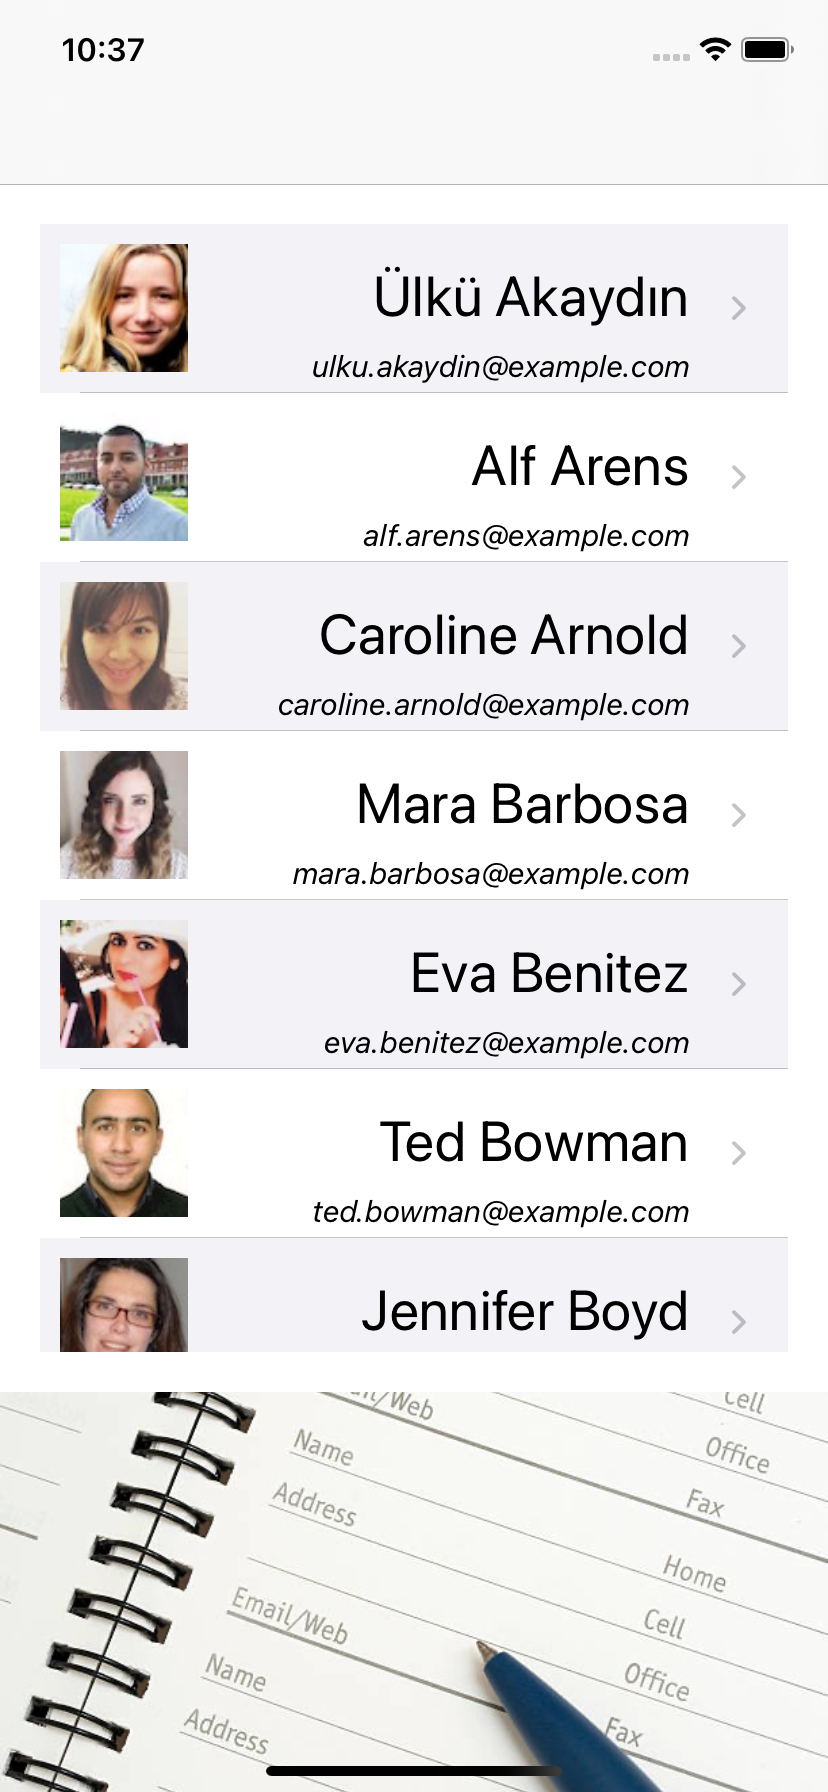 10:37
Ülkü Akaydın
ulku.akaydin@example.com
Alf Arens
alf.arens@example.com
Caroline Arnold
caroline.arnold@example.com
Mara Barbosa
mara.barbosa@example.com
Eva Benitez
eva.benitez@example.com
Ted Bowman
ted.bowman@example.com
Jennifer Boyd
Cell
/Web
Office
Name
Fax
Address
Home
Cell
Email/Web
Office
Name
Fax
Address